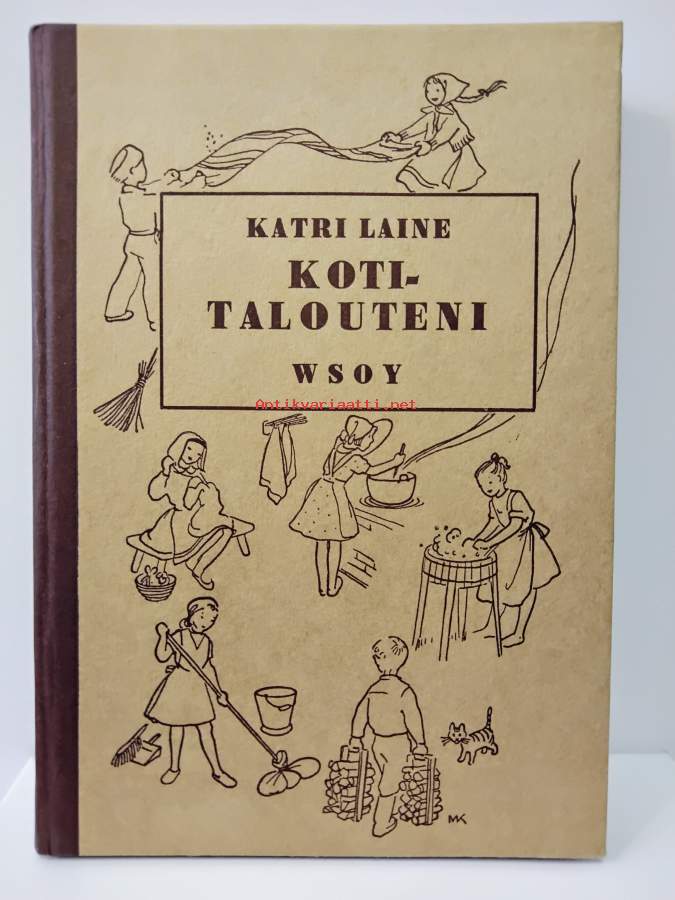 KATRI LAINE
KOTI-
TALOUTENI
WSOY
Antikvariaatti.net
MK